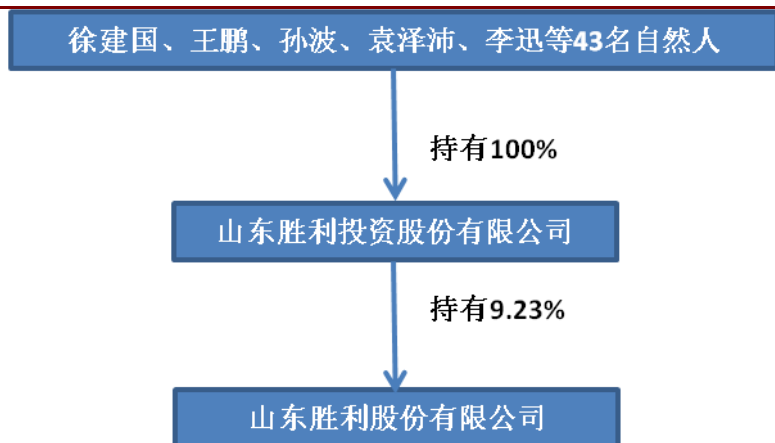 徐建国、王鹏、孙波、袁泽沛、李迅等43名自然人
持有100%
山东胜利投资股份有限公司
持有9.23%
山东胜利股份有限公司